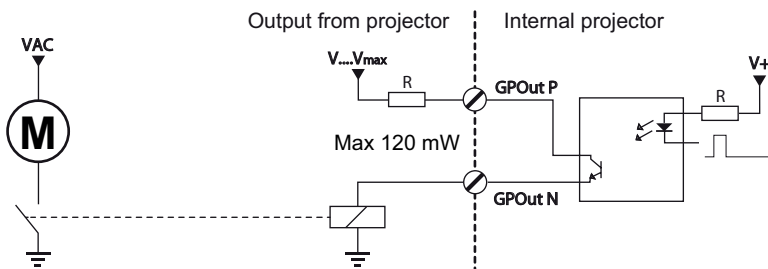 Output from projector
Internal projector
VAC
V....Vmax
V+
R
R
GPOut P
M
Max 120 mW
GPOut N